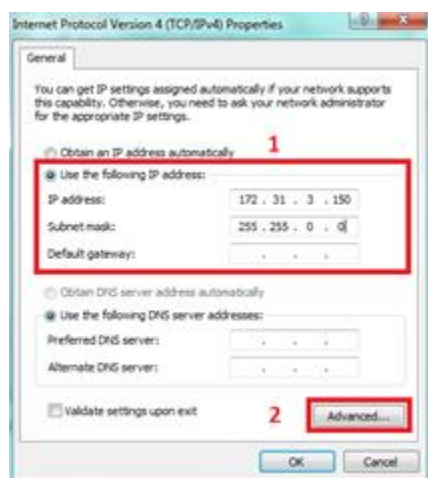 Internet Protocol Version 4 (TCP/IPv4) Properties
General
You can get IP settings assigned automatically if your network supports
this capability. Otherwise, you need to ask your network administrator
for the appropriate IP settings.
1
Obtain an IP address automatically
Use the following IP address:
IP address: 172 . 31 . 3 . 150
Subnet mask: 255 . 255 . 0 . 0
Default gateway: . . .
Obtain DNS server address automatically
Use the following DNS server addresses:
Preferred DNS server: . . .
Alternate DNS server: . . .
Validate settings upon exit
2
Advanced...
OK Cancel